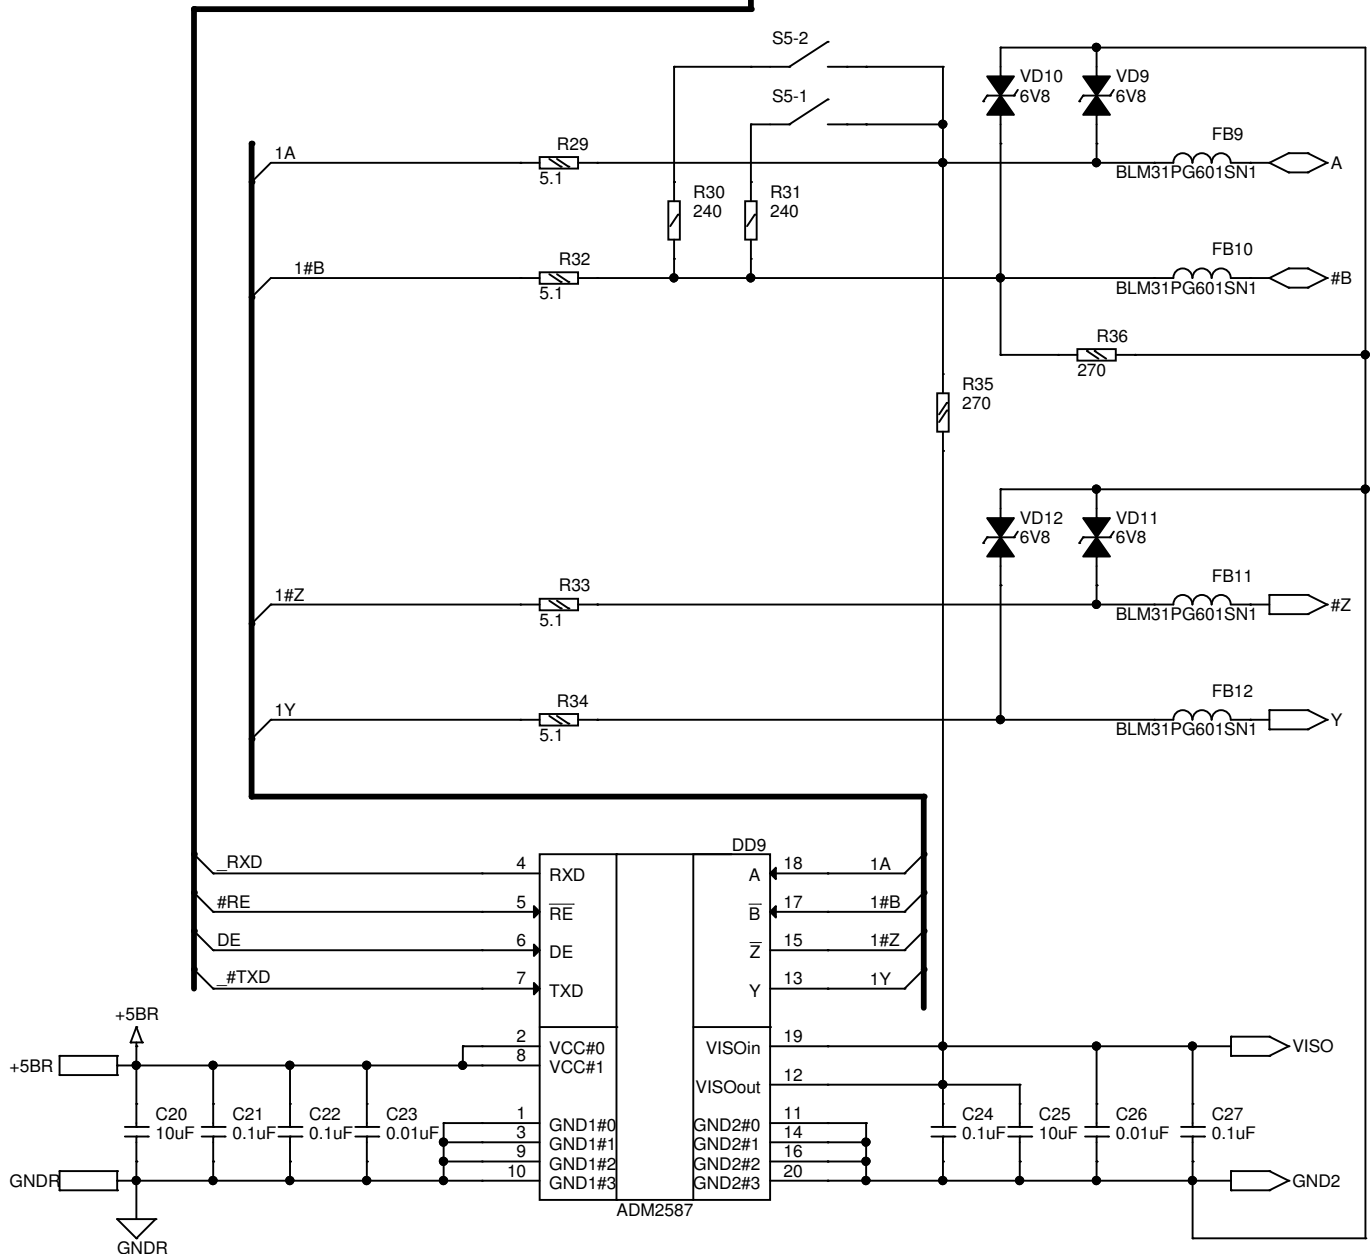 S5-2
VD10 VD9
6V8 6V8
S5-1
FB9
1A R29
5.1 BLM31PG601SN1 A
R30 R31
240 240
FB10
1#B R32
5.1 BLM31PG601SN1 #B
R36
270
R35
270
VD12 VD11
6V8 6V8
FB11
1#Z R33
5.1 BLM31PG601SN1 #Z
FB12
1Y R34
5.1 BLM31PG601SN1 Y
DD9
_RXD 4 RXD A 18 1A
#RE 5 RE B 17 1#B
DE 6 DE Z 15 1#Z
_#TXD 7 TXD Y 13 1Y
+5BR
2 VCC#0 VISOin 19 VISO
+5BR 8 VCC#1
VISOout 12
C20 C21 C22 C23 1 GND1#0 GND2#0 11 C24 C25 C26 C27
10uF 0.1uF 0.1uF 0.01uF 3 GND1#1 GND2#1 14 0.1uF 10uF 0.01uF 0.1uF
9 GND1#2 GND2#2 16
GNDR 10 GND1#3 GND2#3 20 GND2
ADM2587
GNDR